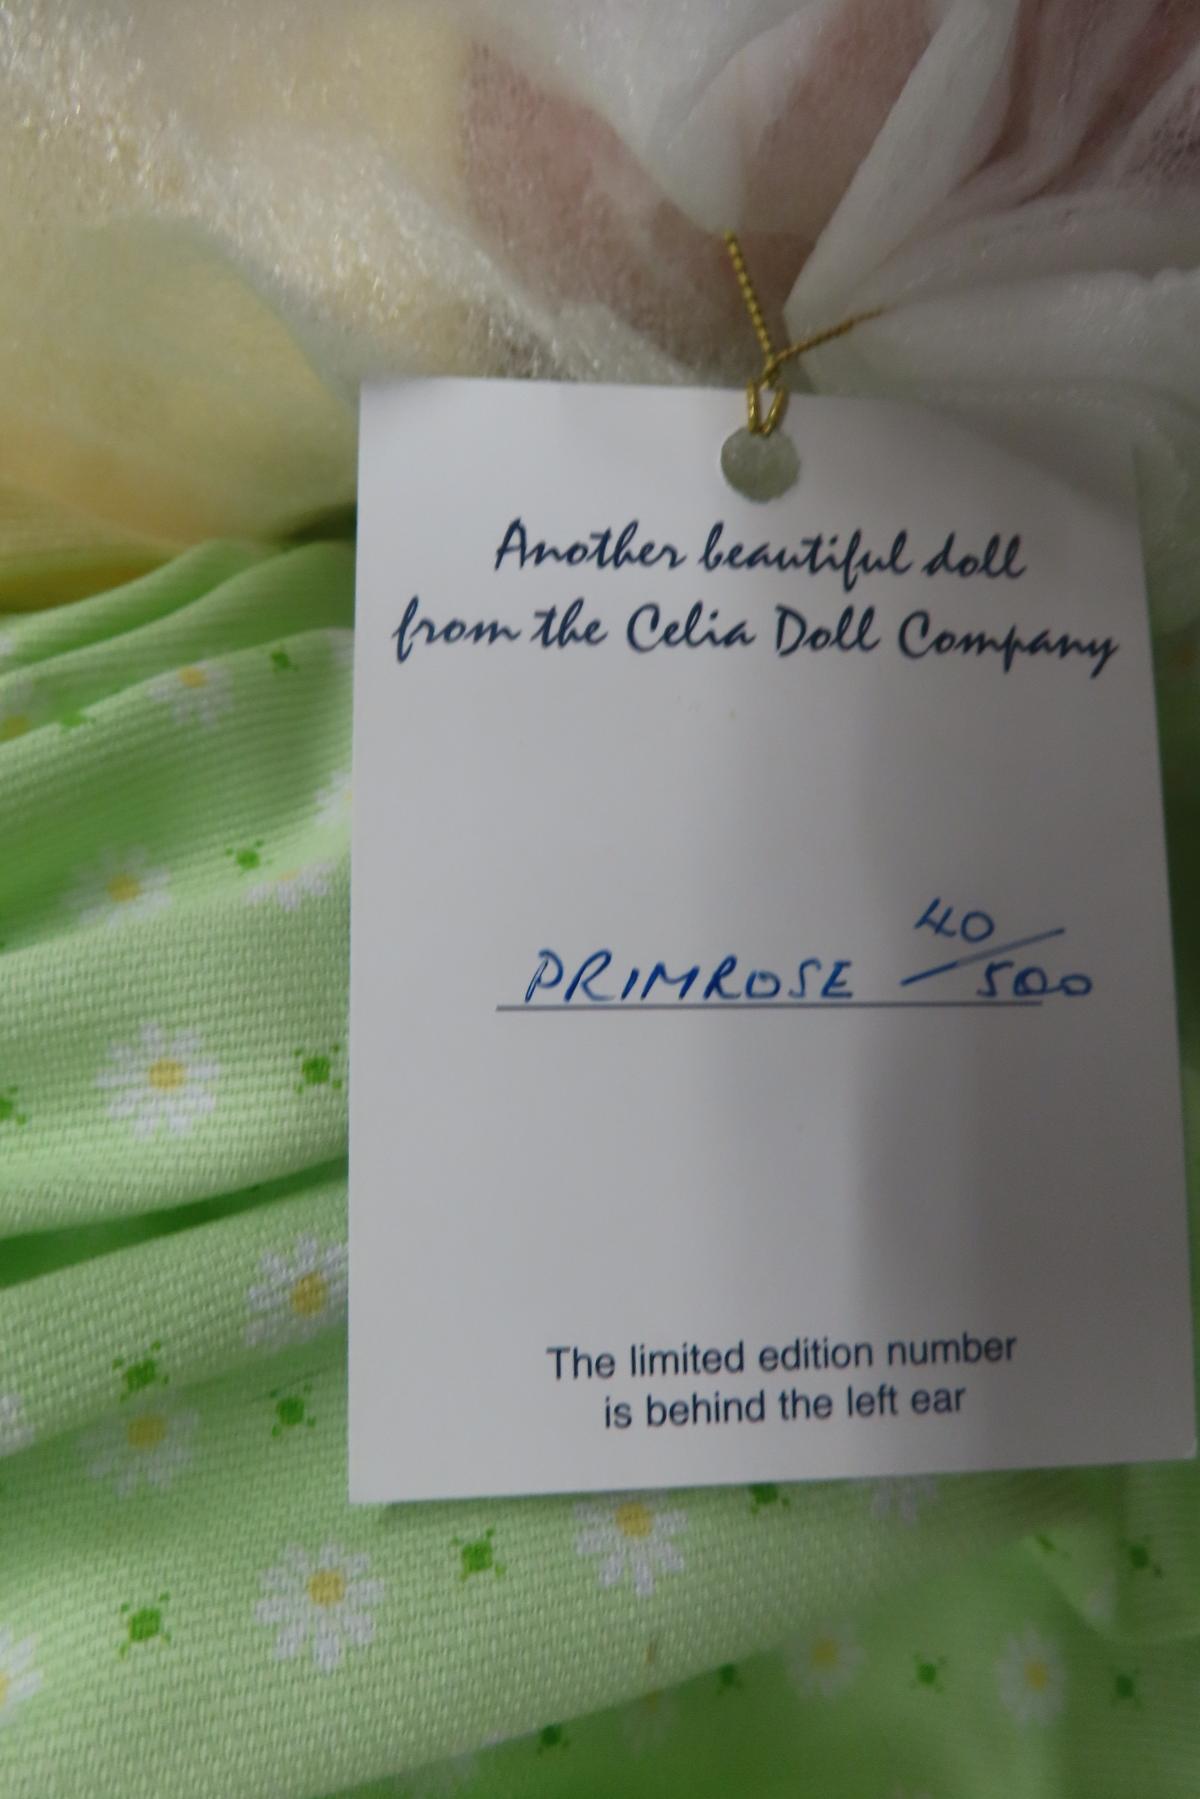 Another beautiful doll
from the Celia Doll Company
PRIMROSE 40/500
The limited edition number
is behind the left ear